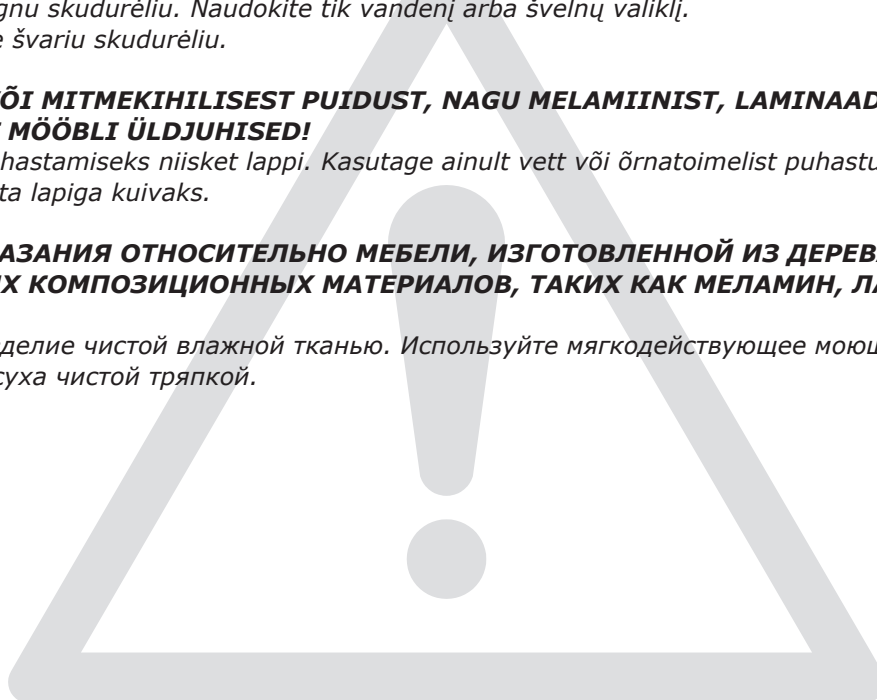 gnu skudurėliu. Naudokite tik vandenį arba švelnų valiklį.
e švariu skudurėliu.
ÕI MITMEKIHILISEST PUIDUST, NAGU MELAMIINIST, LAMINAAD
MÖÖBLI ÜLDJUHISED!
hastamiseks niisket lappi. Kasutage ainult vett või õrnatoimelist puhastu
ta lapiga kuivaks.
АЗАНИЯ ОТНОСИТЕЛЬНО МЕБЕЛИ, ИЗГОТОВЛЕННОЙ ИЗ ДЕРЕВ
ИХ КОМПОЗИЦИОННЫХ МАТЕРИАЛОВ, ТАКИХ КАК МЕЛАМИН, ЛА
делие чистой влажной тканью. Используйте мягкодействующее моющ
суха чистой тряпкой.